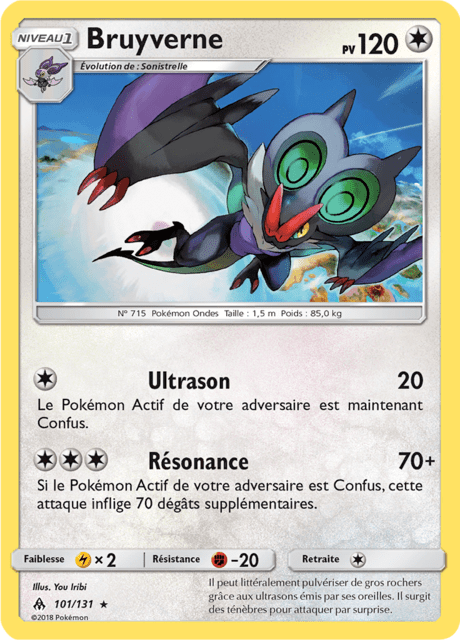 NIVEAU 1
Bruyverne
PV 120
Évolution de : Sonistrelle
N° 715 Pokémon Ondes Taille : 1,5 m Poids : 85,0 kg
Ultrason 20
Le Pokémon Actif de votre adversaire est maintenant
Confus.
Résonance 70+
Si le Pokémon Actif de votre adversaire est Confus, cette
attaque inflige 70 dégâts supplémentaires.
Faiblesse ×2 Résistance -20 Retraite
Illus. You Iribi
101/131 ★
©2018 Pokémon
Il peut littéralement pulvériser de gros rochers
grâce aux ultrasons émis par ses oreilles. Il surgit
des ténèbres pour attaquer par surprise.